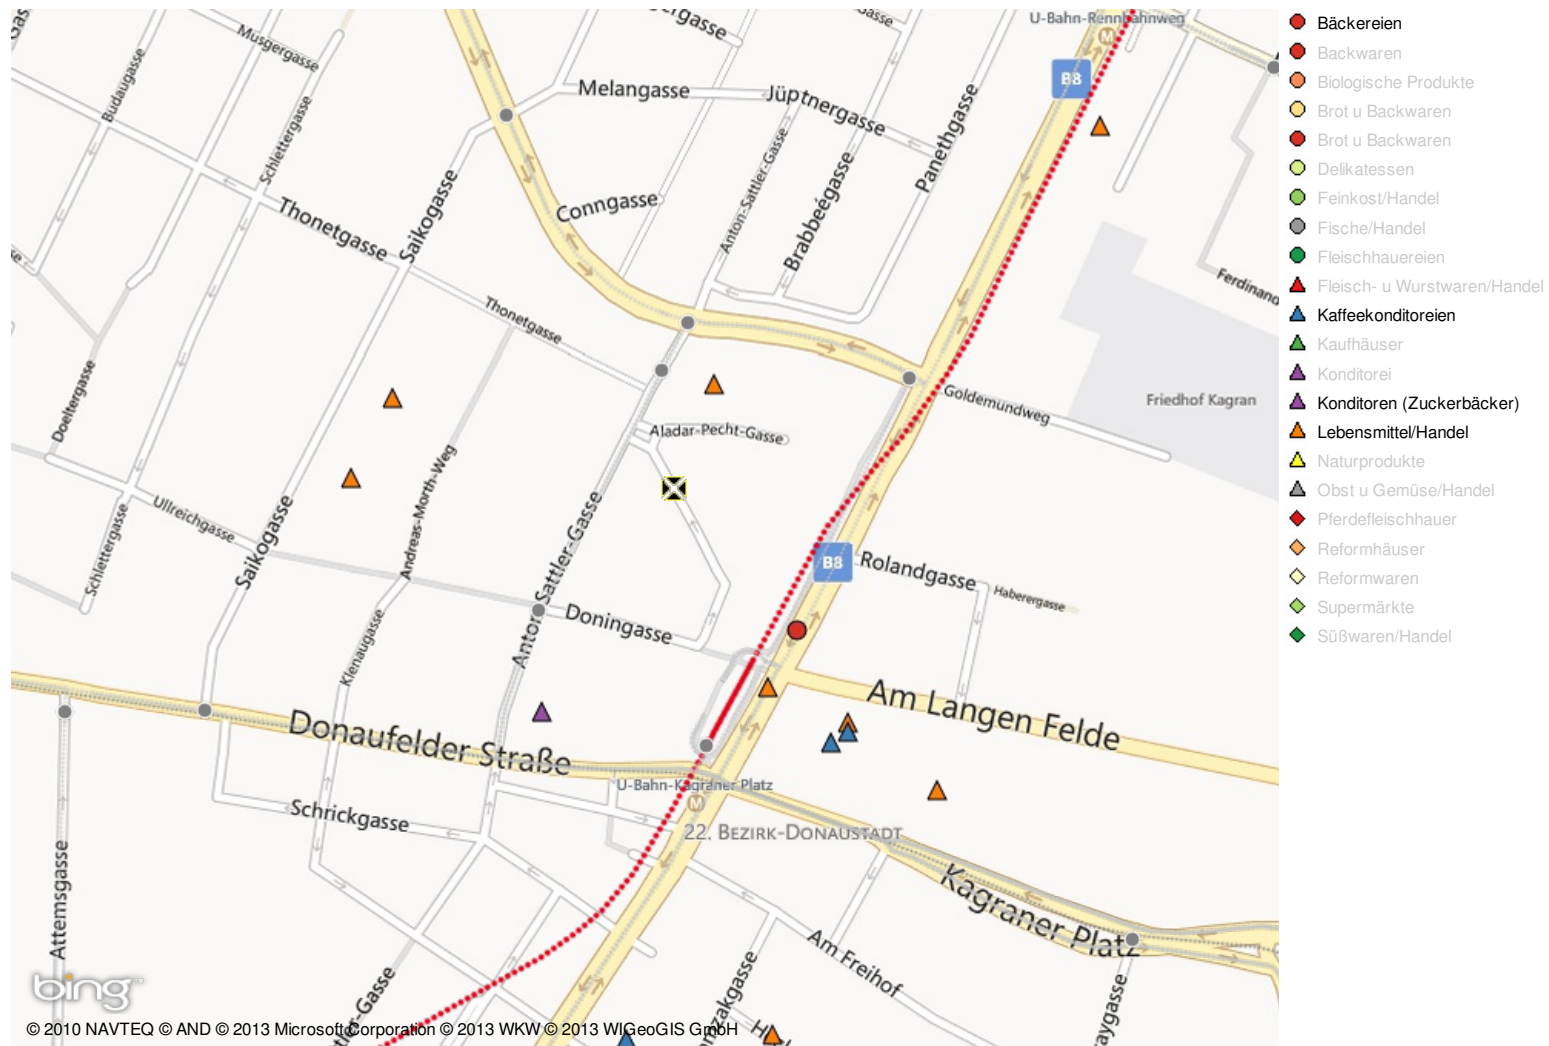 U-Bahn-Rennbahnweg
Musgergasse
Budaugasse
Schlettergasse
Melangasse
Jüptnergasse
Panethgasse
B8
Thonetgasse
Saikogasse
Conngasse
Anton-Sattler-Gasse
Brabbeégasse
Ferdinand
Thonetgasse
Doeltergasse
Goldemundweg
Friedhof Kagran
Aladar-Pecht-Gasse
Andreas-Morth-Weg
Ullreichgasse
Schlettergasse
Saikogasse
Anton-Sattler-Gasse
B8
Rolandgasse
Haberergasse
Doningasse
Klenaugasse
Am Langen Felde
Donaufelder Straße
U-Bahn-Kagraner Platz
Schrickgasse
22. BEZIRK-DONAUSTADT
Kagraner Platz
Attemsgasse
Am Freihof
bing
© 2010 NAVTEQ © AND © 2013 Microsoft Corporation © 2013 WKW © 2013 WIGeoGIS GmbH
Bäckereien
Backwaren
Biologische Produkte
Brot u Backwaren
Brot u Backwaren
Delikatessen
Feinkost/Handel
Fische/Handel
Fleischhauereien
Fleisch- u Wurstwaren/Handel
Kaffeekonditoreien
Kaufhäuser
Konditorei
Konditoren (Zuckerbäcker)
Lebensmittel/Handel
Naturprodukte
Obst u Gemüse/Handel
Pferdefleischhauer
Reformhäuser
Reformwaren
Supermärkte
Süßwaren/Handel